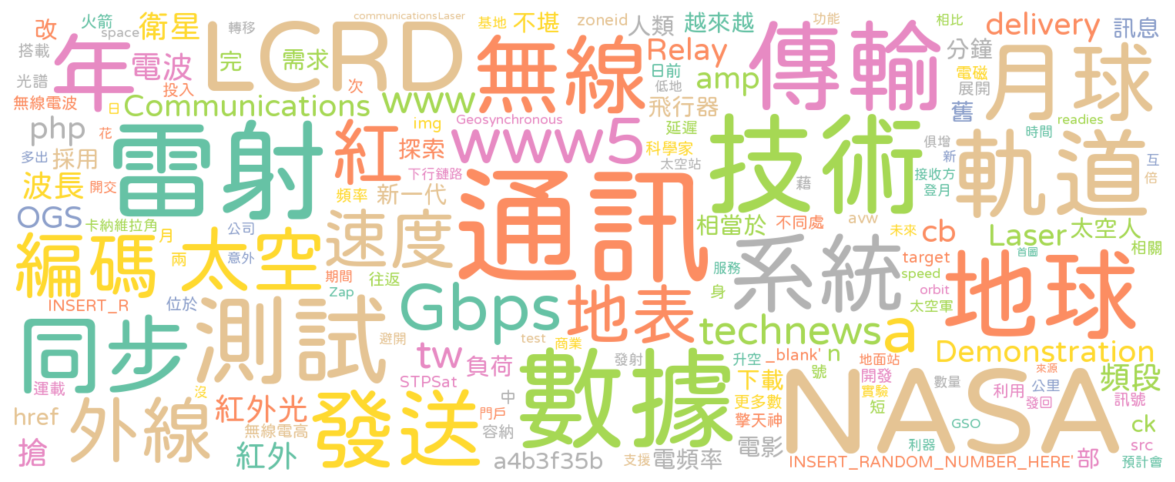 communicationsLaser
火箭
轉移
改
衛星
基地
不堪
zoneid
人類
越來越
功能
相比
delivery
訊息
搭載
space
年
電波
LCRD
完
需求
無線
Relay
傳輸
分鐘
月球
光譜
投入
次
日前
amp
低地
電磁
展開
無線電波
日
Communications
www
飛行器
舊
php
花
img
Geosynchronous
www5
延遲
readies
多出
採用
雷射
紅
探索
科學家
技術
俱增
時間
軌道
開交
太空站
新
互
波長
頻率
下行鏈路
新一代
通訊
藉
接收方
登月
倍
OGS
卡納維拉角
公司
速度
相當於
不同處
avw
未來
cb
Laser
太空人
編碼
月
兩
太空
意外
系統
首圖
相關
期間
往返
服務
target
地球
INSERT_R
位於
Zap
身
speed
orbit
測試
Gbps
地表
太空軍
同步
避開
technews
a
tw
test
商業
Demonstration
負荷
發射
數據
升空
_blank'
n
地面站
來源
頻段
運載
沒
STPSat
下載
號
開發
數量
利用
公里
NASA
href
外線
紅外光
發送
中
門戶
更多數
實驗
短
發回
訊號
無線電高
容納
擎天神
GSO
ck
搶
紅外
a4b3f35b
支援
電頻率
電影
利器
src
INSERT_RANDOM_NUMBER_HERE'
部
預計會